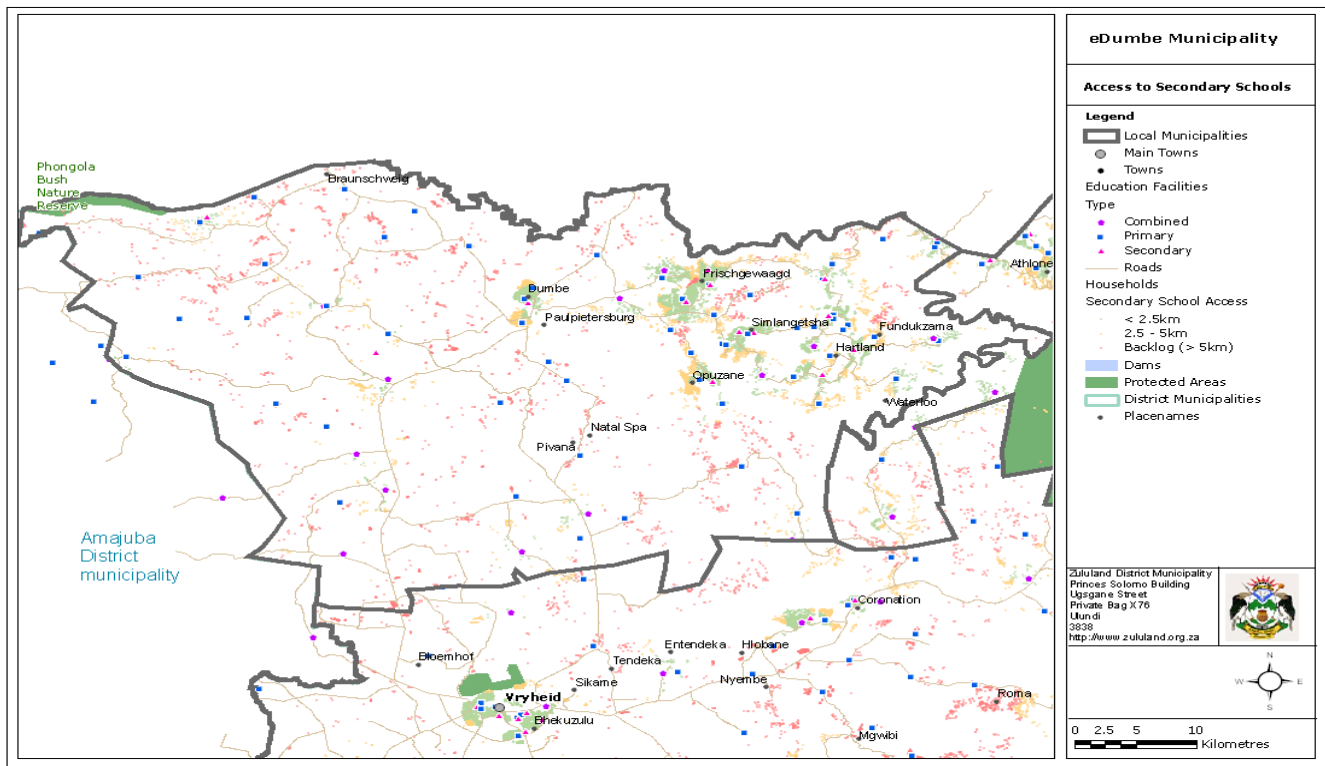 eDumbe Municipality
Access to Secondary Schools
Legend
Local Municipalities
Main Towns
Towns
Education Facilities
Type
Combined
Primary
Secondary
Roads
Households
Secondary School Access
< 2.5km
2.5 - 5km
Backlog (> 5km)
Dams
Protected Areas
District Municipalities
Placenames
Zululand District Municipality
Princes Solomo Building
Ugsgane Street
Private Bag X76
Ulundi
3838
http://www.zululand.org.za
N
W
E
S
0 2.5 5 10
Kilometres
Phongola
Bush
Nature
Reserve
Braunschweig
Athlone
Frischgewaagd
Dumbe
Paulpietersburg
Simlangetsha
Fundukzama
Hartland
Opuzane
Waterloo
Natal Spa
Pivana
Amajuba
District
municipality
Coronation
Entendeka
Hlobane
Bloemhof
Tendeka
Nyembe
Sikame
Roma
Vryheid
Bhekuzulu
Mgwibi